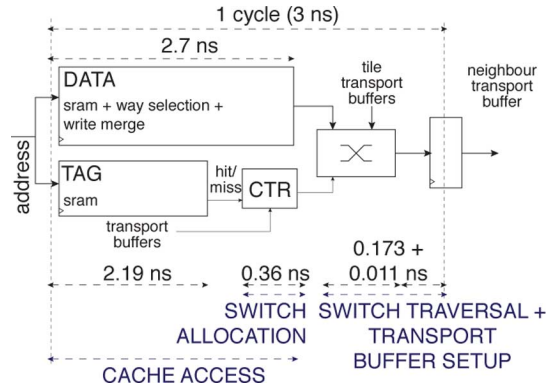 1 cycle (3 ns)
2.7 ns
DATA
sram + way selection +
write merge
tile
transport
buffers
neighbour
transport
buffer
address
TAG
sram
hit/
miss
CTR
transport
buffers
2.19 ns
0.36 ns
0.173 +
0.011 ns
SWITCH
ALLOCATION
SWITCH TRAVERSAL +
TRANSPORT
BUFFER SETUP
CACHE ACCESS